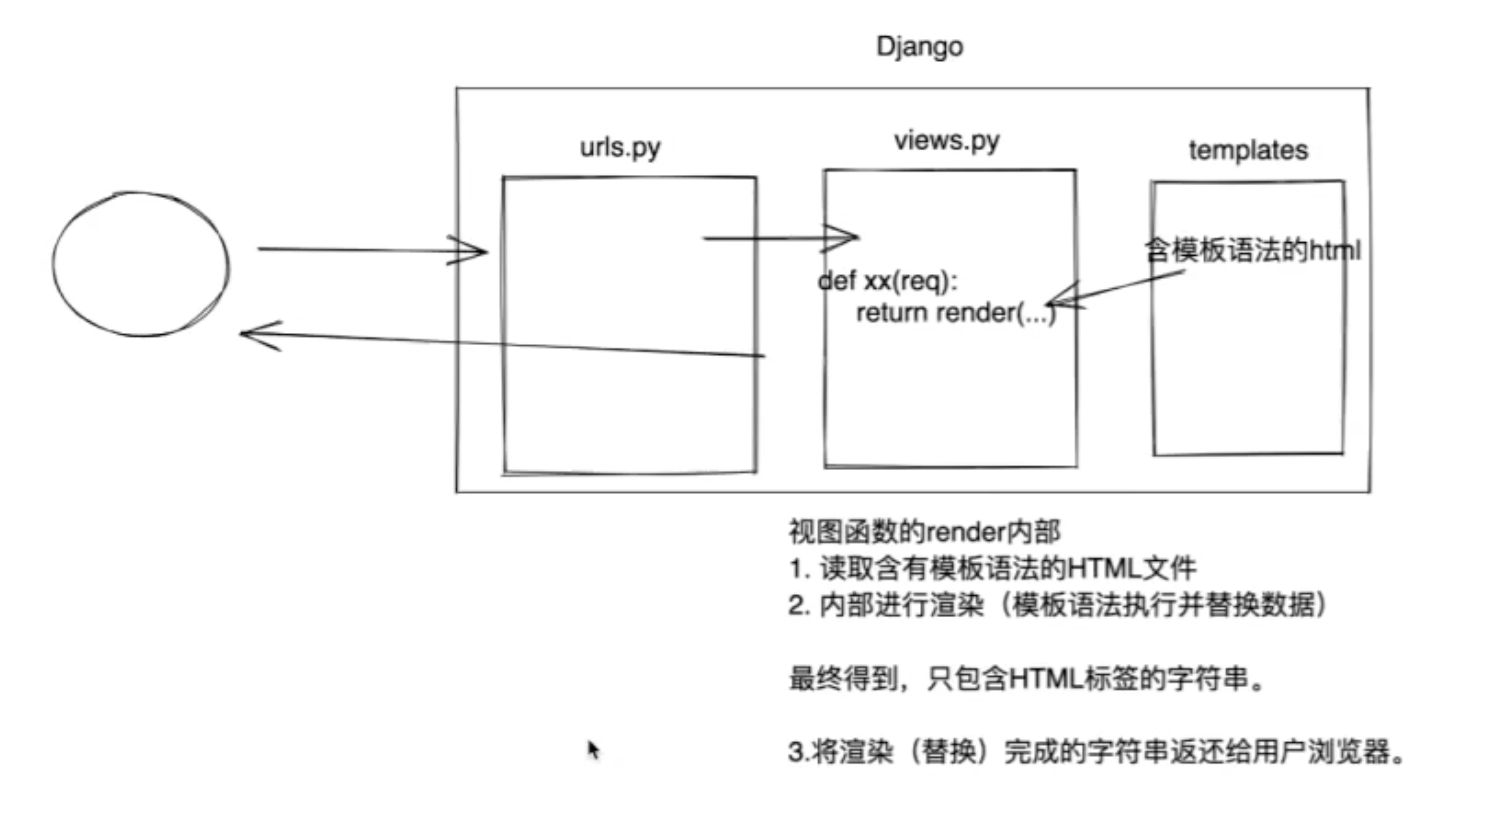 Django
urls.py
views.py
templates
含模板语法的html
def xx(req):
return render(...)
视图函数的render内部
1. 读取含有模板语法的HTML文件
2. 内部进行渲染（模板语法执行并替换数据）
最终得到，只包含HTML标签的字符串。
3.将渲染（替换）完成的字符串返还给用户浏览器。